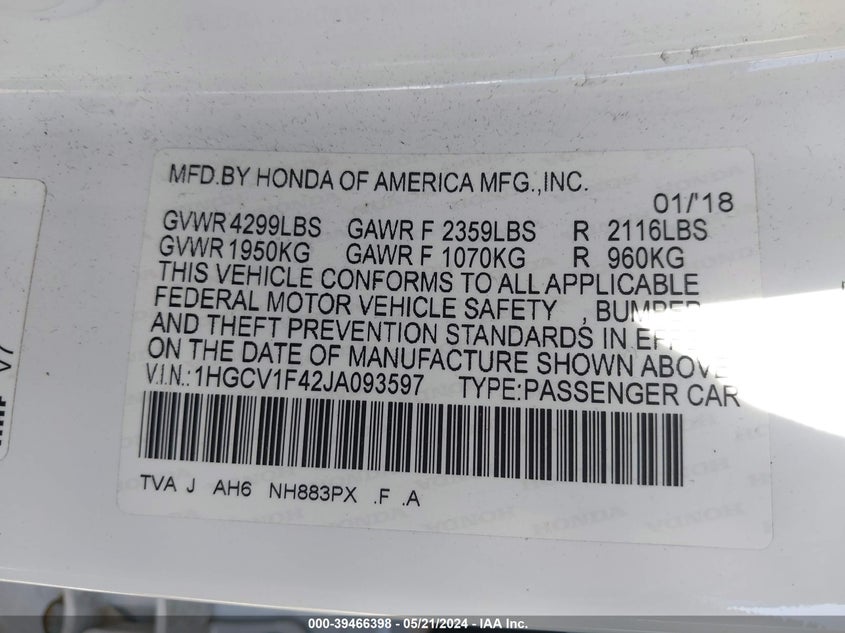 MFD.BY HONDA OF AMERICA MFG.,INC.
01/'18
GVWR 4299LBS GAWR F 2359LBS R 2116LBS
GVWR 1950KG GAWR F 1070KG R 960KG
THIS VEHICLE CONFORMS TO ALL APPLICABLE
FEDERAL MOTOR VEHICLE SAFETY , BUMPER
AND THEFT PREVENTION STANDARDS IN
ON THE DATE OF MANUFACTURE SHOWN ABOVE
V.I.N.: 1HGCV1F42JA093597 TYPE:PASSENGER CAR
TVA J AH6 NH883PX .F .A
000-39466398 - 05/21/2024 - IAA Inc.